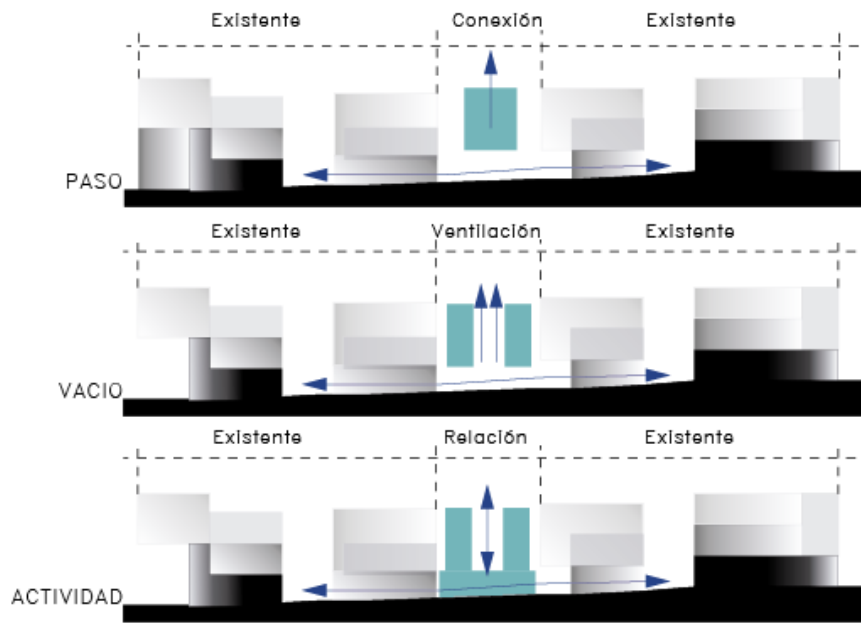 Existente Conexión Existente
PASO
Existente Ventilación Existente
VACIO
Existente Relación Existente
ACTIVIDAD